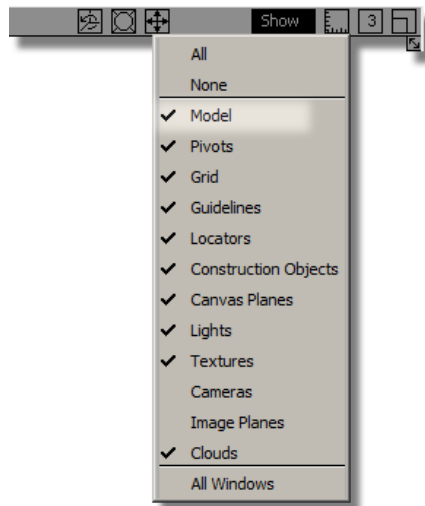 Show 3
All
None
Model
Pivots
Grid
Guidelines
Locators
Construction Objects
Canvas Planes
Lights
Textures
Cameras
Image Planes
Clouds
All Windows